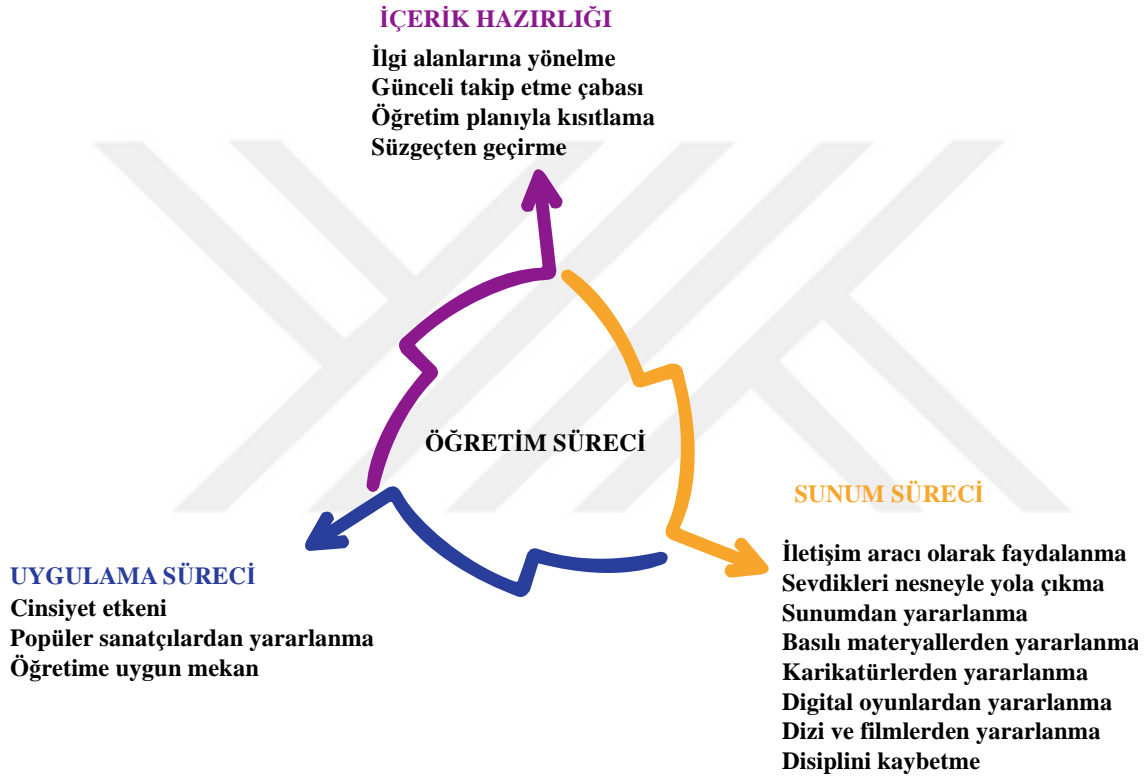 İÇERİK HAZIRLIĞI
İlgi alanlarına yönelme
Günceli takip etme çabası
Öğretim planıyla kısıtlama
Süzgeçten geçirme
ÖĞRETİM SÜRECİ
SUNUM SÜRECİ
İletişim aracı olarak faydalanma
Sevdikleri nesneyle yola çıkma
Sunumdan yararlanma
Basılı materyallerden yararlanma
Karikatürlerden yararlanma
Digital oyunlardan yararlanma
Dizi ve filmlerden yararlanma
Disiplini kaybetme
UYGULAMA SÜRECİ
Cinsiyet etkeni
Popüler sanatçılardan yararlanma
Öğretime uygun mekan